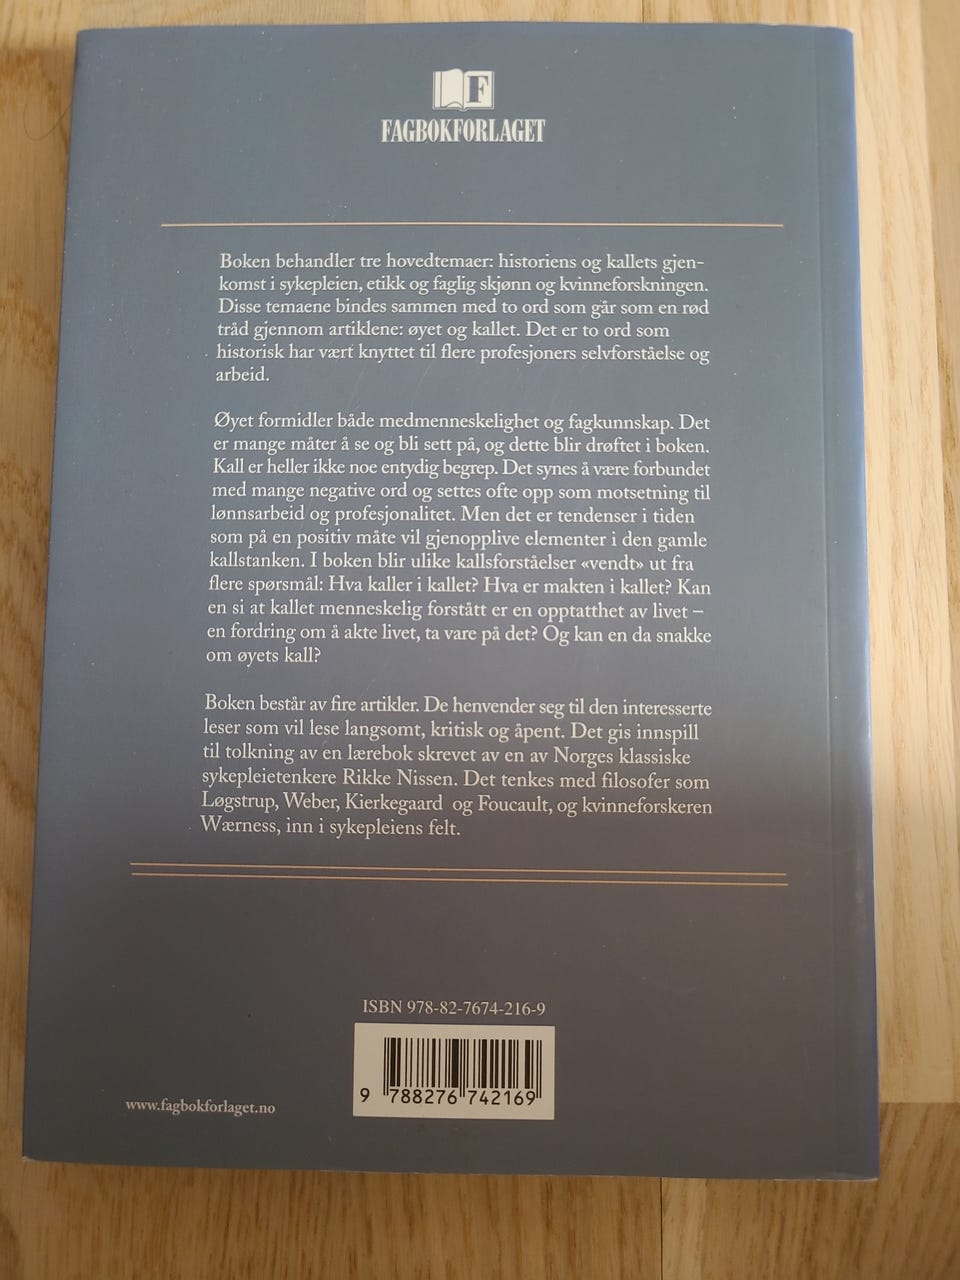 F
FAGBOKFORLAGET
Boken behandler tre hovedtemaer: historiens og kallets gjen-
komst i sykepleien, etikk og faglig skjønn og kvinneforskningen.
Disse temaene bindes sammen med to ord som går som en rød
tråd gjennom artiklene: øyet og kallet. Det er to ord som
historisk har vært knyttet til flere profesjoners selvforståelse og
arbeid.
Øyet formidler både medmenneskelighet og fagkunnskap. Det
er mange måter å se og bli sett på, og dette blir drøftet i boken.
Kall er heller ikke noe entydig begrep. Det synes å være forbundet
med mange negative ord og settes ofte opp som motsetning til
lønnsarbeid og profesjonalitet. Men det er tendenser i tiden
som på en positiv måte vil gjenopplive elementer i den gamle
kallstanken. I boken blir ulike kallsforståelser «vendt» ut fra
flere spørsmål: Hva kaller i kallet? Hva er makten i kallet? Kan
en si at kallet menneskelig forstått er en opptatthet av livet –
en fordring om å akte livet, ta vare på det? Og kan en da snakke
om øyets kall?
Boken består av fire artikler. De henvender seg til den interesserte
leser som vil lese langsomt, kritisk og åpent. Det gis innspill
til tolkning av en lærebok skrevet av en av Norges klassiske
sykepleietenkere Rikke Nissen. Det tenkes med filosofer som
Løgstrup, Weber, Kierkegaard og Foucault, og kvinneforskeren
Wærness, inn i sykepleiens felt.
ISBN 978-82-7674-216-9
9 788276 742169
www.fagbokforlaget.no